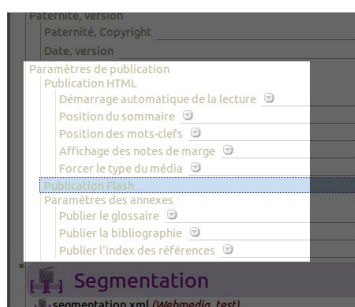 Paternité, version
Paternité, Copyright
Date, version
Paramètres de publication
Publication HTML
Démarrage automatique de la lecture
Position du sommaire
Position des mots-clefs
Affichage des notes de marge
Forcer le type du média
Publication Flash
Paramètres des annexes
Publier le glossaire
Publier la bibliographie
Publier l'index des références
Segmentation
segmentation.xml (Webmedia, test)